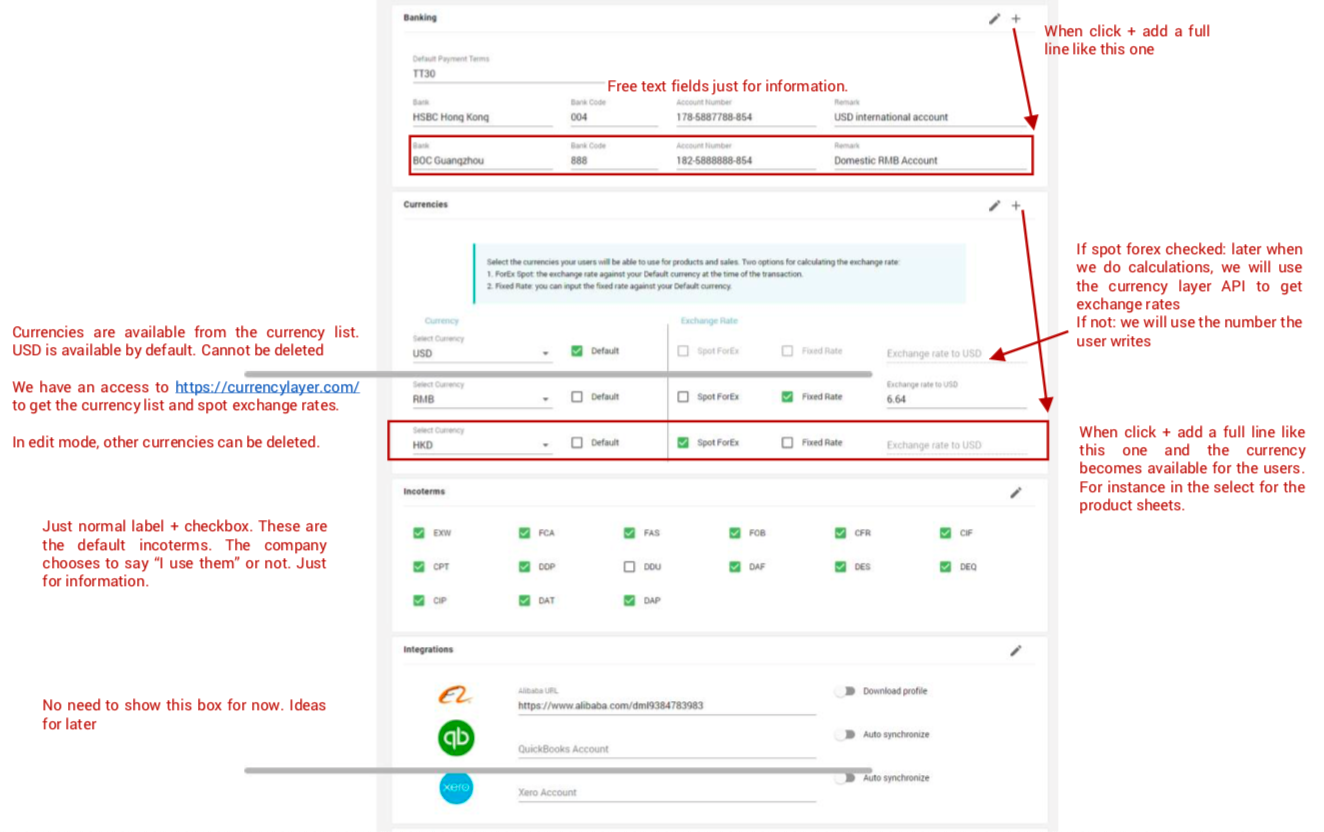 Banking
When click + add a full
line like this one
Default Payment Terms
TT30
Free text fields just for information.
Bank Bank Code Account Number Remark
HSBC Hong Kong 004 178-5887788-854 USD international account
Bank Bank Code Account Number Remark
BOC Guangzhou 888 182-5888888-854 Domestic RMB Account
Currencies
Select the currencies your users will be able to use for products and sales. Two options for calculating the exchange rate:
1. ForEx Spot: the exchange rate against your Default currency at the time of the transaction.
2. Fixed Rate: you can input the fixed rate against your Default currency.
If spot forex checked: later when
we do calculations, we will use
the currency layer API to get
exchange rates
If not: we will use the number the
user writes
Currencies are available from the currency list.
USD is available by default. Cannot be deleted
We have an access to https://currencylayer.com/
to get the currency list and spot exchange rates.
In edit mode, other currencies can be deleted.
Currency Exchange Rate
Select Currency
USD Default Spot ForEx Fixed Rate Exchange rate to USD
Select Currency Exchange rate to USD
RMB Default Spot ForEx Fixed Rate 6.64
Select Currency
HKD Default Spot ForEx Fixed Rate Exchange rate to USD
When click + add a full line like
this one and the currency
becomes available for the users.
For instance in the select for the
product sheets.
Incoterms
Just normal label + checkbox. These are
the default incoterms. The company
chooses to say “I use them” or not. Just
for information.
EXW FCA FAS FOB CFR CIF
CPT DDP DDU DAF DES DEQ
CIP DAT DAP
Integrations
No need to show this box for now. Ideas
for later
Alibaba URL
https://www.alibaba.com/dml9384783983 Download profile
qb
QuickBooks Account Auto synchronize
xero
Xero Account Auto synchronize